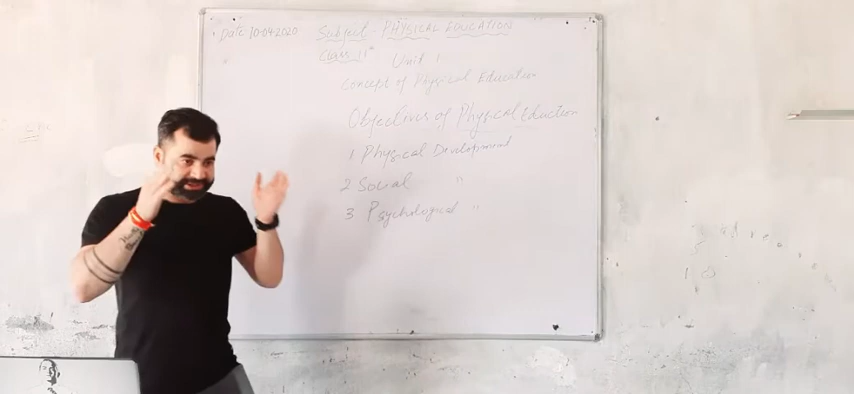 Date 10-04-2020 Subject - PHYSICAL EDUCATION
Class 11th
Unit 1
Concept of Physical Education
Objectives of Physical Eduction
1 Physical Development
2 Social "
3 Psychological "